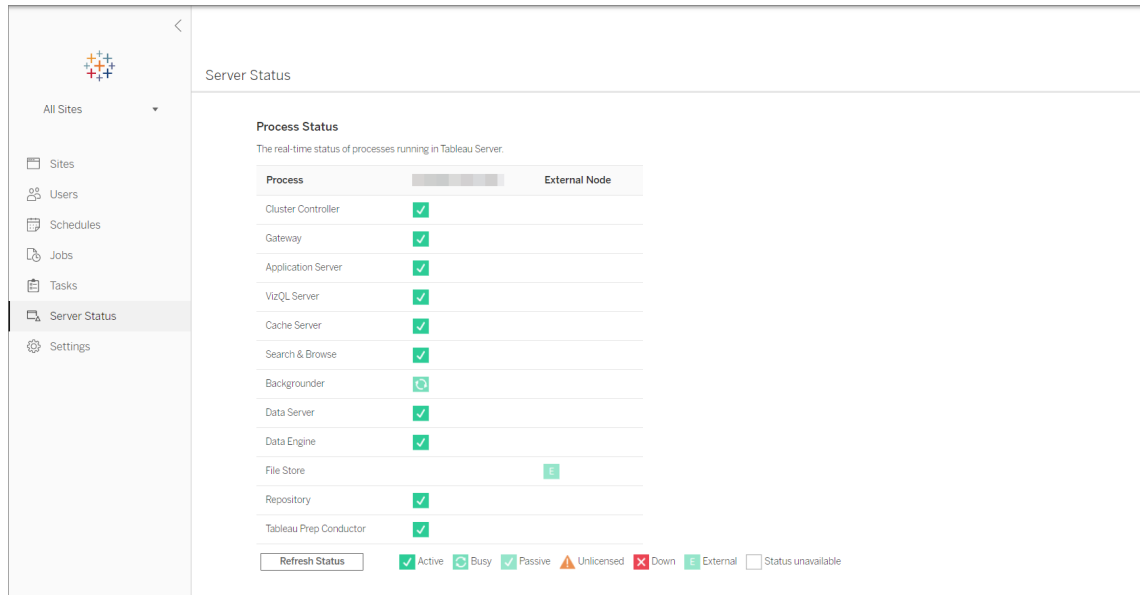 Server Status
All Sites
Sites
Users
Schedules
Jobs
Tasks
Server Status
Settings
Process Status
The real-time status of processes running in Tableau Server.
Process External Node
Cluster Controller
Gateway
Application Server
VizQL Server
Cache Server
Search & Browse
Backgrounder
Data Server
Data Engine
File Store E
Repository
Tableau Prep Conductor
Refresh Status Active Busy Passive Unlicensed Down E External Status unavailable